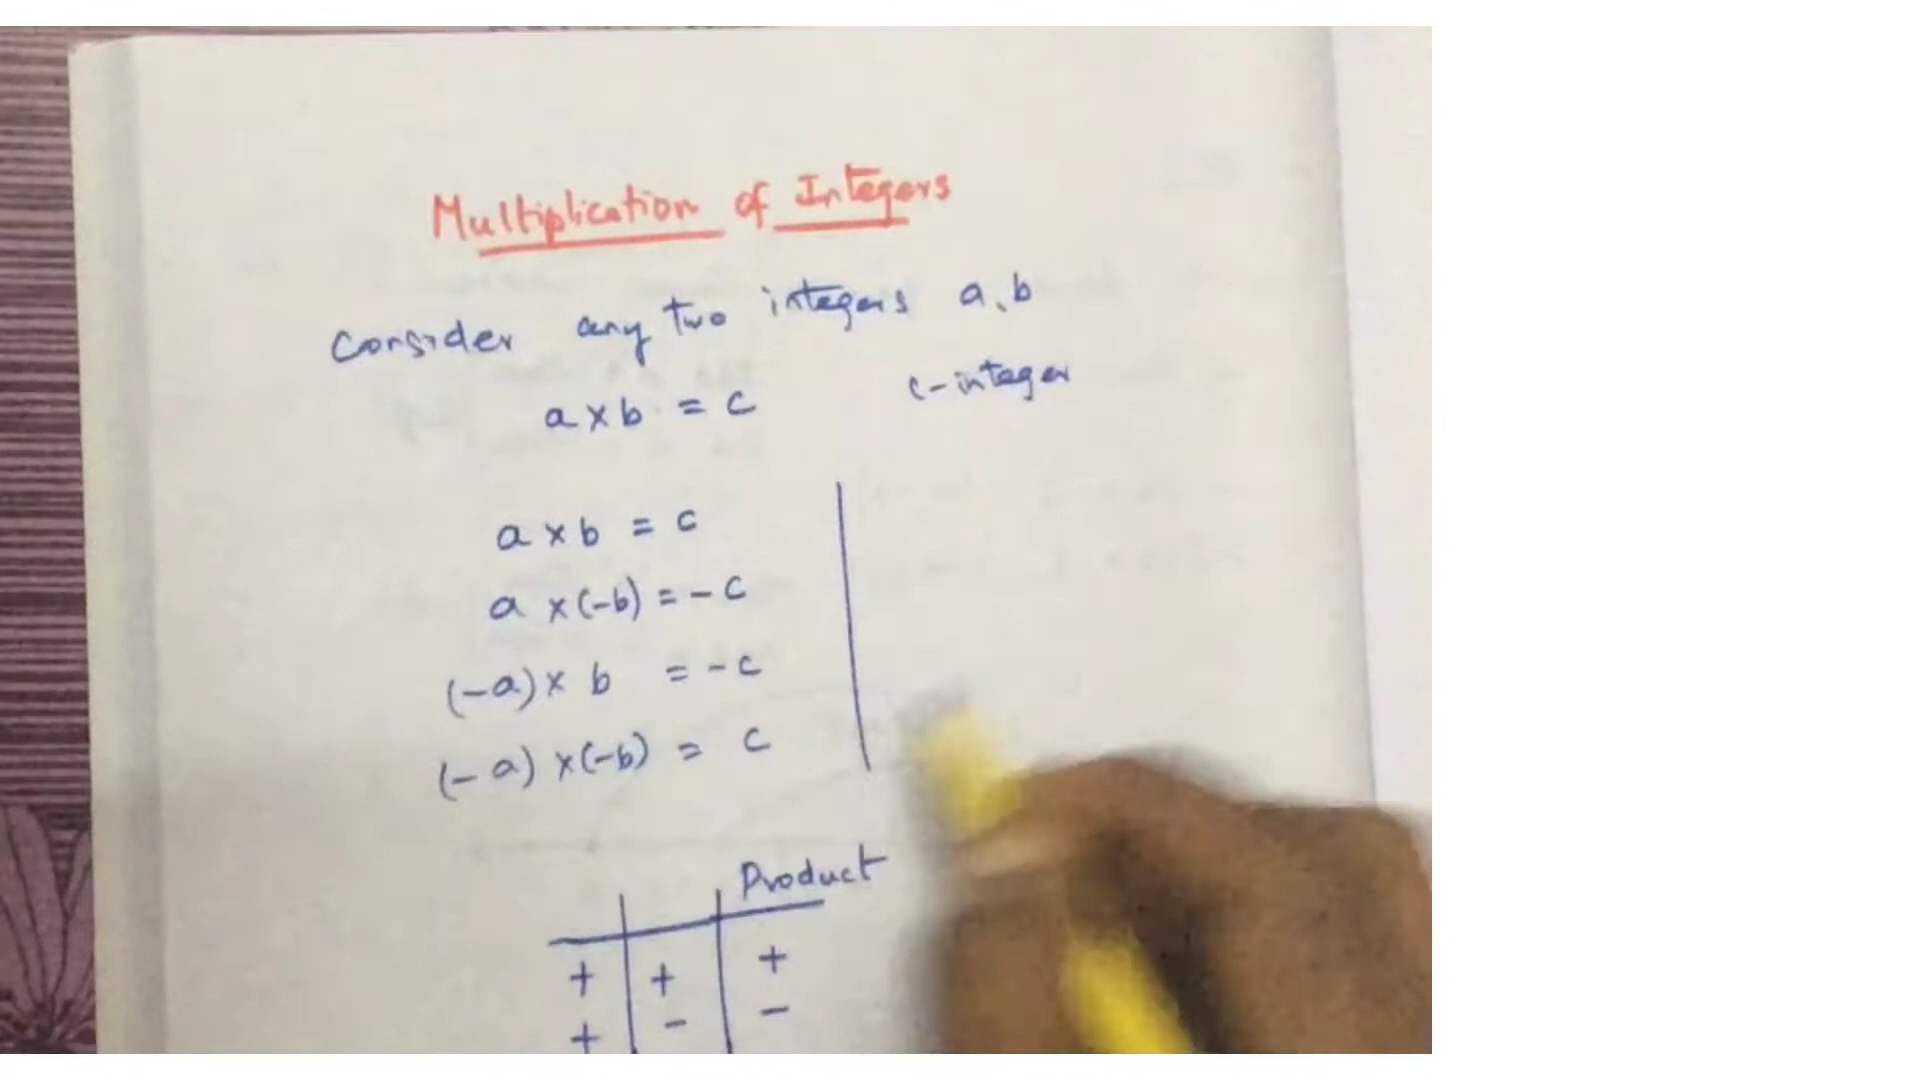 Multiplication of Integers
Consider any two integers a, b
a × b = c
c - integer
a × b = c
a × (-b) = - c
(-a) × b = - c
(- a) × (-b) = c
Product
+ + +
+ - -